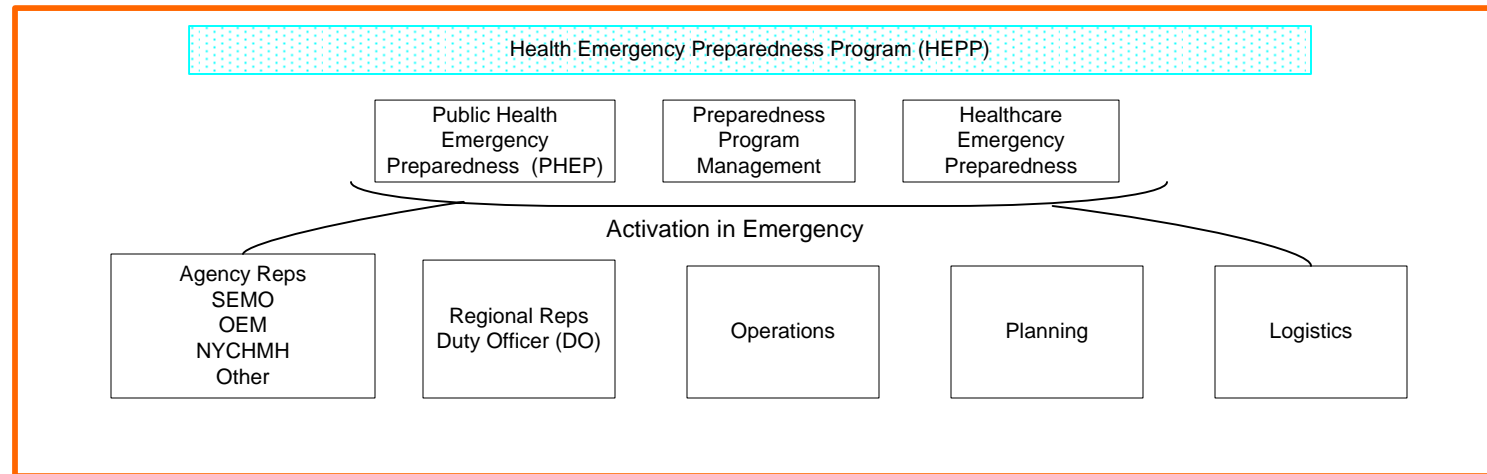 Health Emergency Preparedness Program (HEPP)
Public Health
Emergency
Preparedness (PHEP)
Preparedness
Program
Management
Healthcare
Emergency
Preparedness
Activation in Emergency
Agency Reps
SEMO
OEM
NYCHMH
Other
Regional Reps
Duty Officer (DO)
Operations
Planning
Logistics